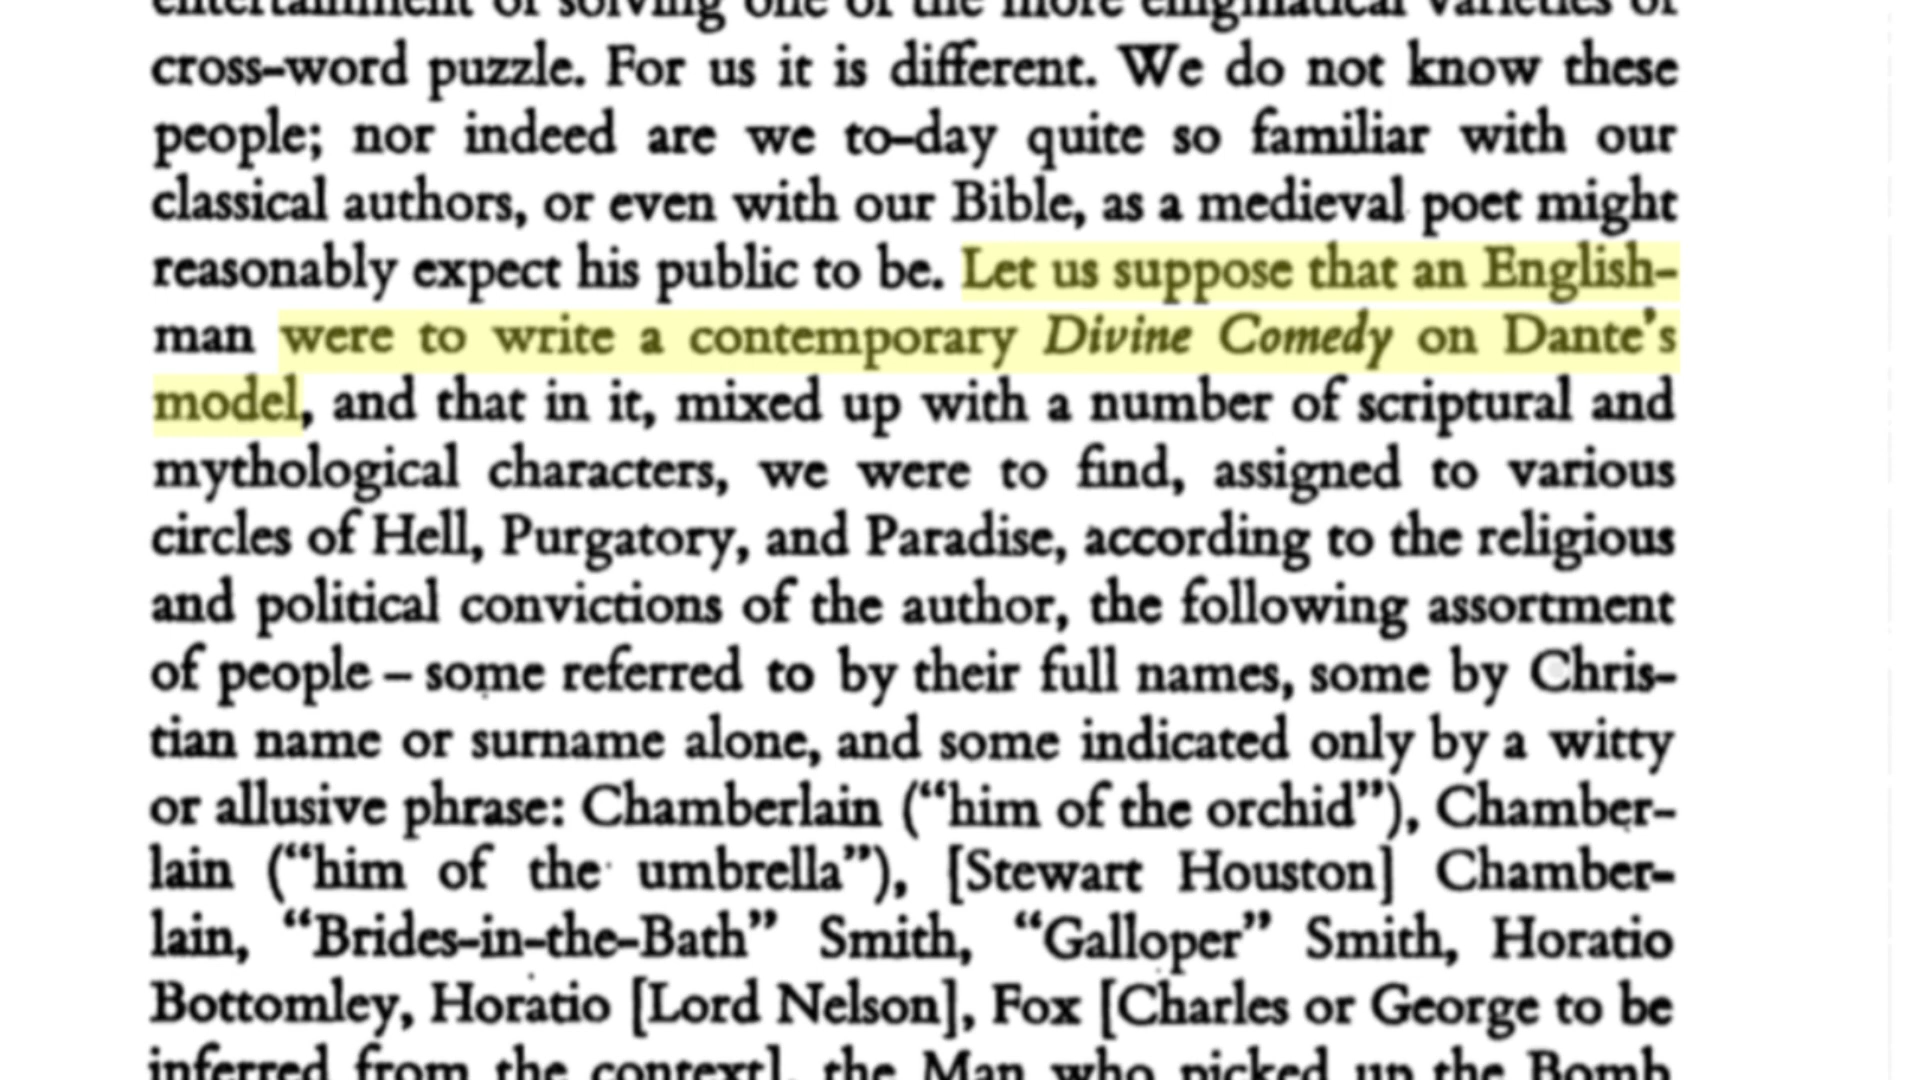 entertainment of solving one of the more enigmatical varieties of
cross-word puzzle. For us it is different. We do not know these
people; nor indeed are we to-day quite so familiar with our
classical authors, or even with our Bible, as a medieval poet might
reasonably expect his public to be. Let us suppose that an English-
man were to write a contemporary Divine Comedy on Dante's
model, and that in it, mixed up with a number of scriptural and
mythological characters, we were to find, assigned to various
circles of Hell, Purgatory, and Paradise, according to the religious
and political convictions of the author, the following assortment
of people – some referred to by their full names, some by Chris-
tian name or surname alone, and some indicated only by a witty
or allusive phrase: Chamberlain (“him of the orchid”), Chamber-
lain (“him of the umbrella”), [Stewart Houston] Chamber-
lain, “Brides-in-the-Bath” Smith, “Galloper” Smith, Horatio
Bottomley, Horatio [Lord Nelson], Fox [Charles or George to be
inferred from the context], the Man who picked up the Bomb